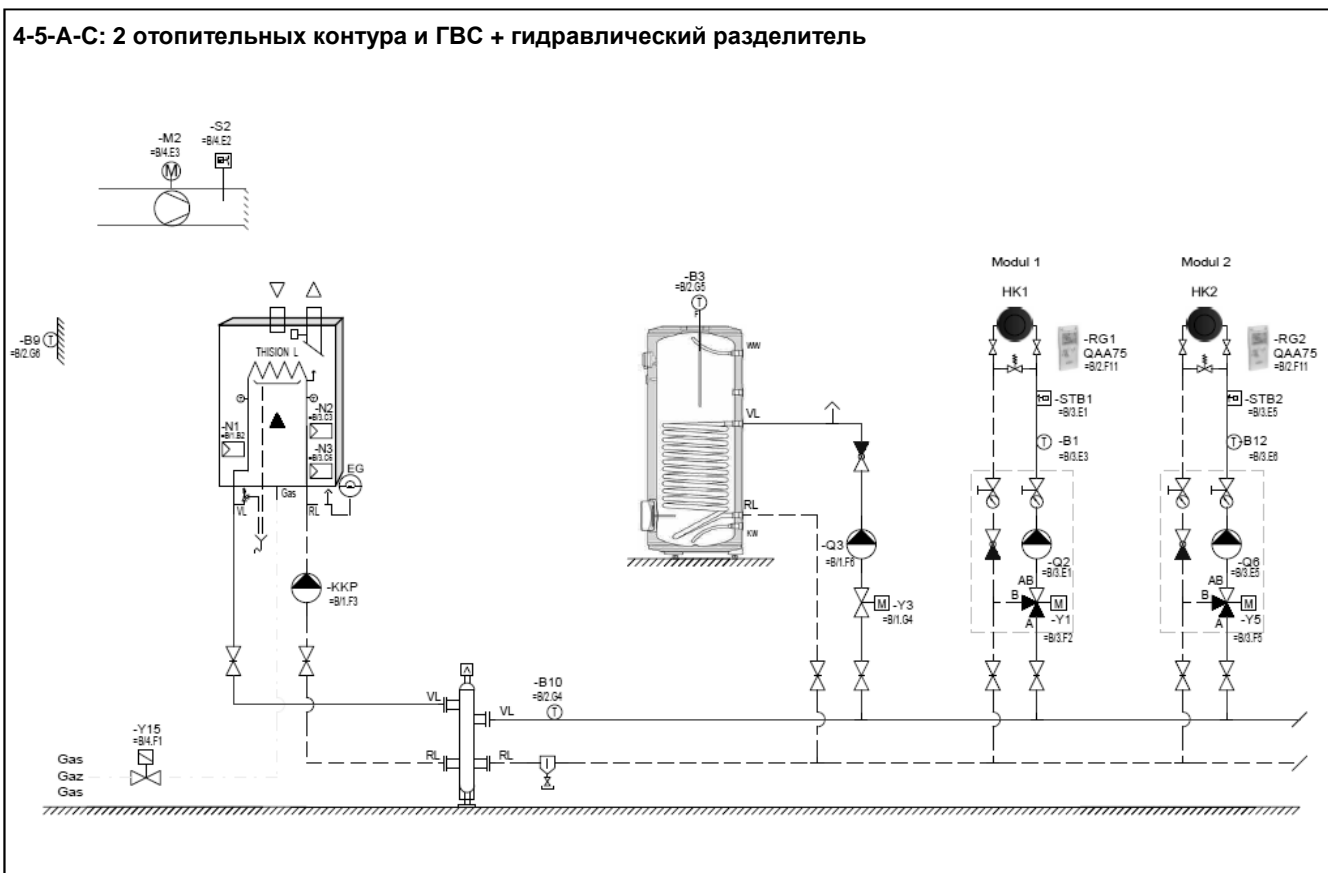 4-5-A-C: 2 отопительных контура и ГВС + гидравлический разделитель
-M2
=B/4.E3
M
-S2
=B/4.E2
-B9 T
=B/2.G6
THISION L
-N1
=B/1.B2
-N2
=B/3.C3
-N3
=B/3.C6
EG
VL
Gas
RL
-KKP
=B/1.F3
-B3
=B/2.G5
T
F
WW
VL
RL
KW
-Q3
=B/1.F6
M -Y3
=B/1.G4
Modul 1
HK1
-RG1
QAA75
=B/2.F11
-STB1
=B/3.E1
T -B1
=B/3.E3
-Q2
=B/3.E1
AB
B
M
A
-Y1
=B/3.F2
Modul 2
HK2
-RG2
QAA75
=B/2.F11
-STB2
=B/3.E5
T -B12
=B/3.E6
-Q6
=B/3.E5
AB
B
M
A
-Y5
=B/3.F5
VL
VL
-B10
=B/2.G4
T
RL
RL
-Y15
=B/4.F1
Gas
Gaz
Gas